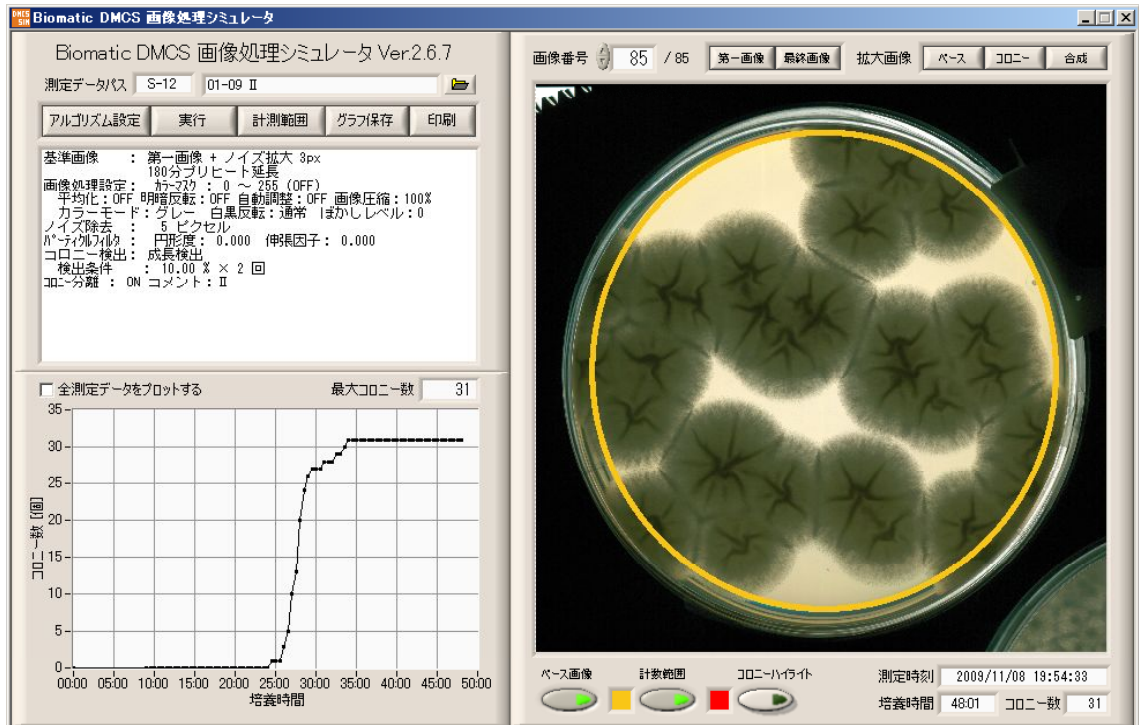 Biomatic DMCS 画像処理シミュレータ
Biomatic DMCS 画像処理シミュレータ Ver.2.6.7
測定データパス S-12 01-09 Ⅱ
アルゴリズム設定 実行 計測範囲 グラフ保存 印刷
基準画像 : 第一画像 + ノイズ拡大 3px
180分プリヒート延長
画像処理設定: カラーマスク : 0 ～ 255 (OFF)
平均化:OFF 明暗反転:OFF 自動調整:OFF 画像圧縮:100%
カラーモード:グレー 白黒反転:通常 ぼかしレベル:0
ノイズ除去 : 5 ピクセル
パーティクルフィルタ : 円形度: 0.000 伸張因子: 0.000
コロニー検出: 成長検出
検出条件 : 10.00 % × 2 回
コロニー分離 : ON コメント:Ⅱ
全測定データをプロットする 最大コロニー数 31
コロニー数 [個]
35
30
25
20
15
10
5
0
00:00 05:00 10:00 15:00 20:00 25:00 30:00 35:00 40:00 45:00 50:00
培養時間
画像番号 85 / 85 第一画像 最終画像 拡大画像 ベース コロニー 合成
ベース画像 計数範囲 コロニーハイライト
測定時刻 2009/11/08 19:54:33
培養時間 48:01 コロニー数 31